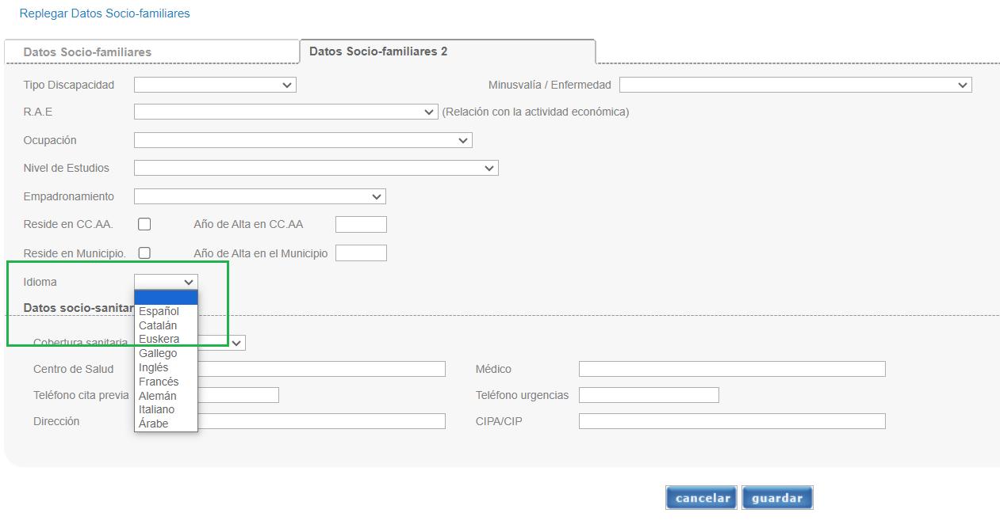 Replegar Datos Socio-familiares
Datos Socio-familiares Datos Socio-familiares 2
Tipo Discapacidad Minusvalía / Enfermedad
R.A.E (Relación con la actividad económica)
Ocupación
Nivel de Estudios
Empadronamiento
Reside en CC.AA. Año de Alta en CC.AA
Reside en Municipio. Año de Alta en el Municipio
Idioma
Datos socio-sanitar
Español
Catalán
Euskera
Gallego
Inglés
Francés
Alemán
Italiano
Árabe
Cobertura sanitaria
Centro de Salud Médico
Teléfono cita previa Teléfono urgencias
Dirección CIPA/CIP
cancelar guardar